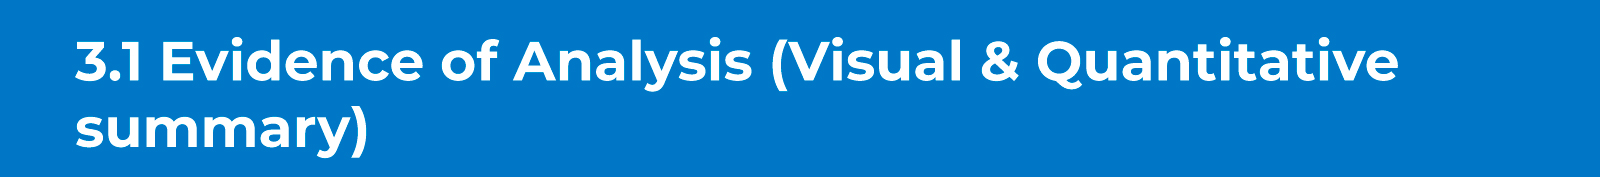 3.1 Evidence of Analysis (Visual & Quantitative
summary)